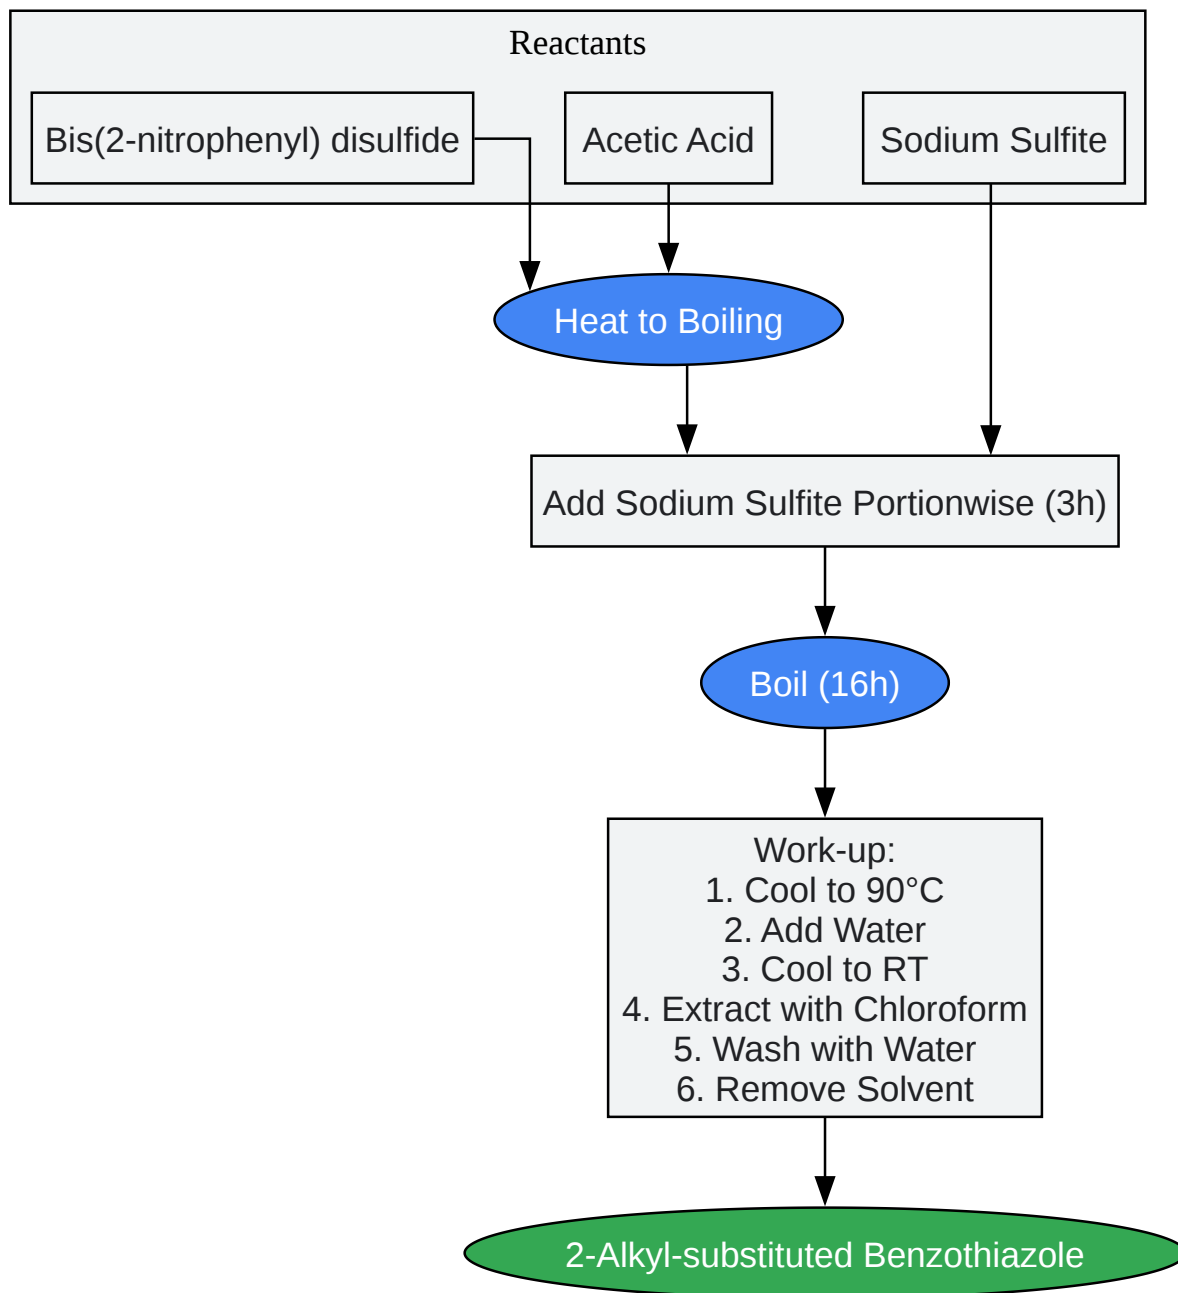 Reactants
Bis(2-nitrophenyl) disulfide
Acetic Acid
Sodium Sulfite
Heat to Boiling
Add Sodium Sulfite Portionwise (3h)
Boil (16h)
Work-up:
1. Cool to 90°C
2. Add Water
3. Cool to RT
4. Extract with Chloroform
5. Wash with Water
6. Remove Solvent
2-Alkyl-substituted Benzothiazole